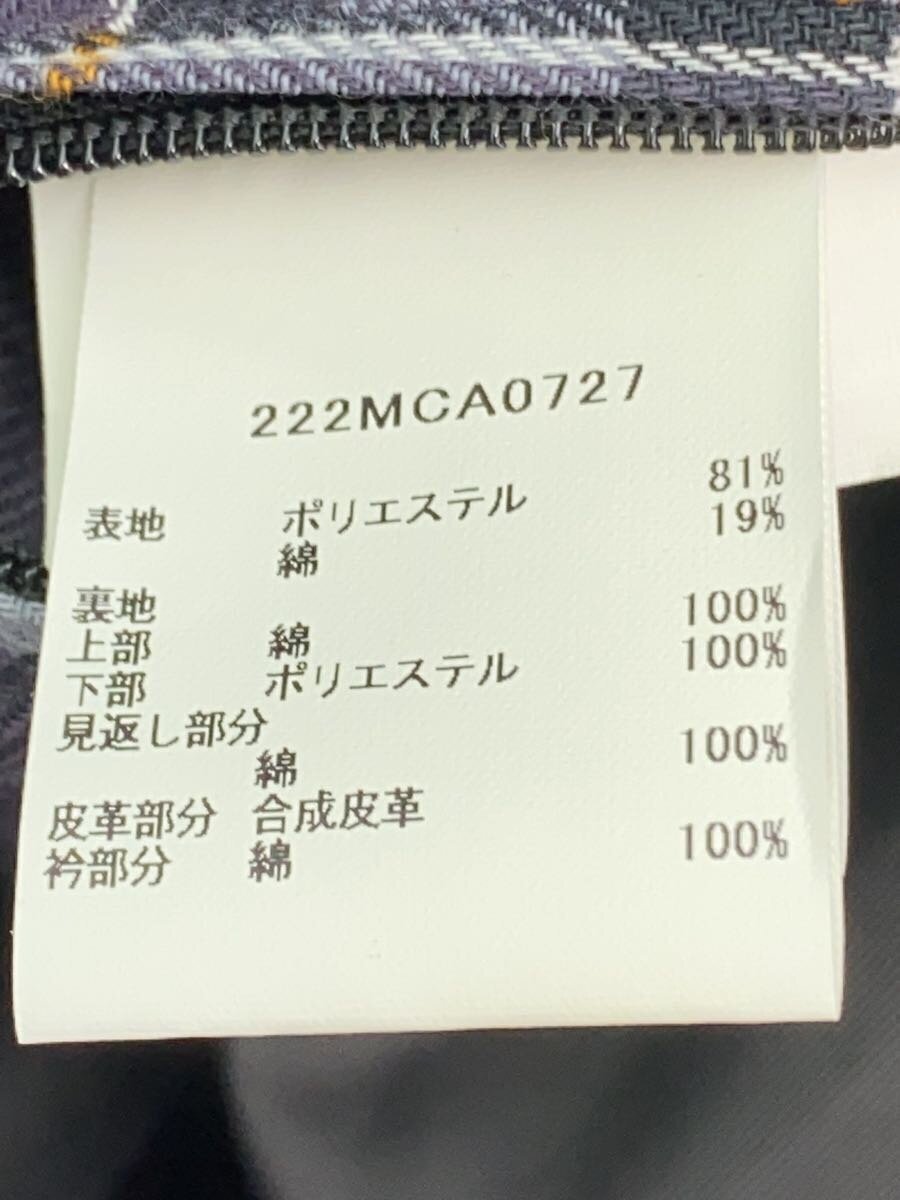 222MCA0727
表地 ポリエステル 81%
綿 19%
裏地
上部 綿 100%
下部 ポリエステル 100%
見返し部分
綿 100%
皮革部分 合成皮革
衿部分 綿 100%